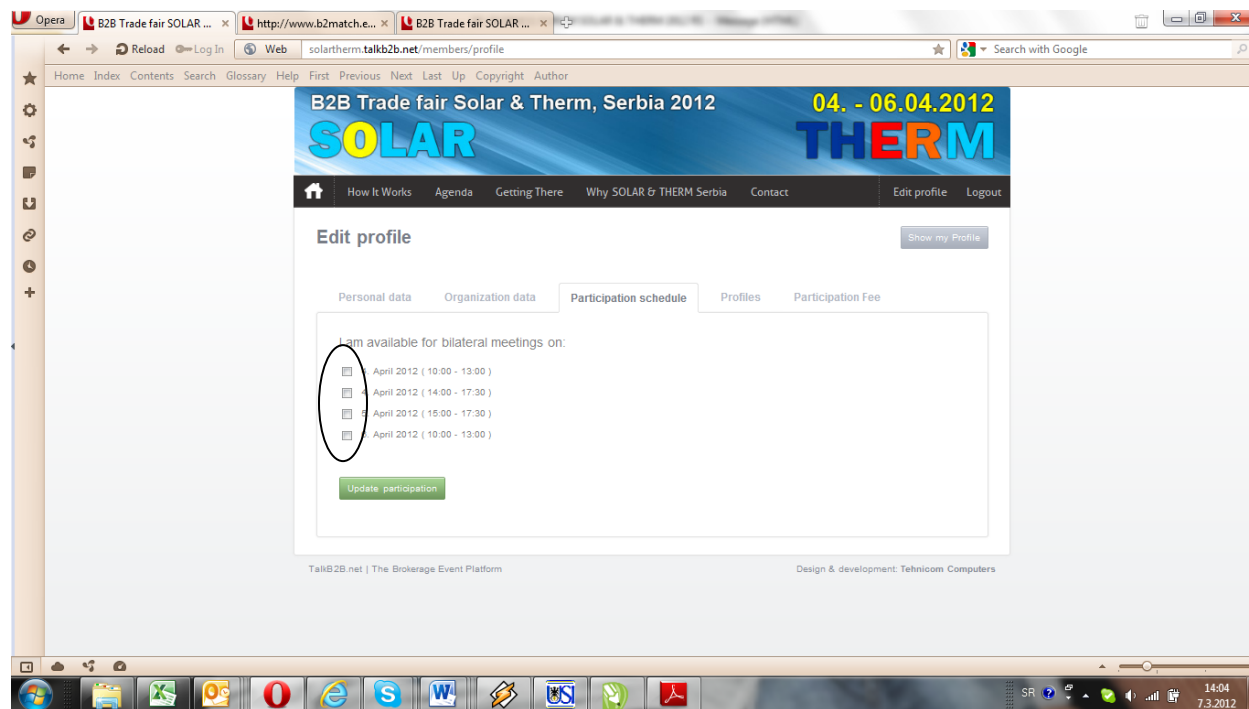 Opera
B2B Trade fair SOLAR ...
http://www.b2match.e...
B2B Trade fair SOLAR ...
Reload
Log In
Web
solartherm.talkb2b.net/members/profile
Search with Google
Home Index Contents Search Glossary Help First Previous Next Last Up Copyright Author
B2B Trade fair Solar & Therm, Serbia 2012
04. - 06.04.2012
SOLAR
THERM
How It Works Agenda Getting There Why SOLAR & THERM Serbia Contact Edit profile Logout
Edit profile
Show my Profile
Personal data Organization data Participation schedule Profiles Participation Fee
I am available for bilateral meetings on:
April 2012 ( 10:00 - 13:00 )
4. April 2012 ( 14:00 - 17:30 )
5. April 2012 ( 15:00 - 17:30 )
April 2012 ( 10:00 - 13:00 )
Update participation
TalkB2B.net | The Brokerage Event Platform
Design & development: Tehnicom Computers
SR
14:04
7.3.2012